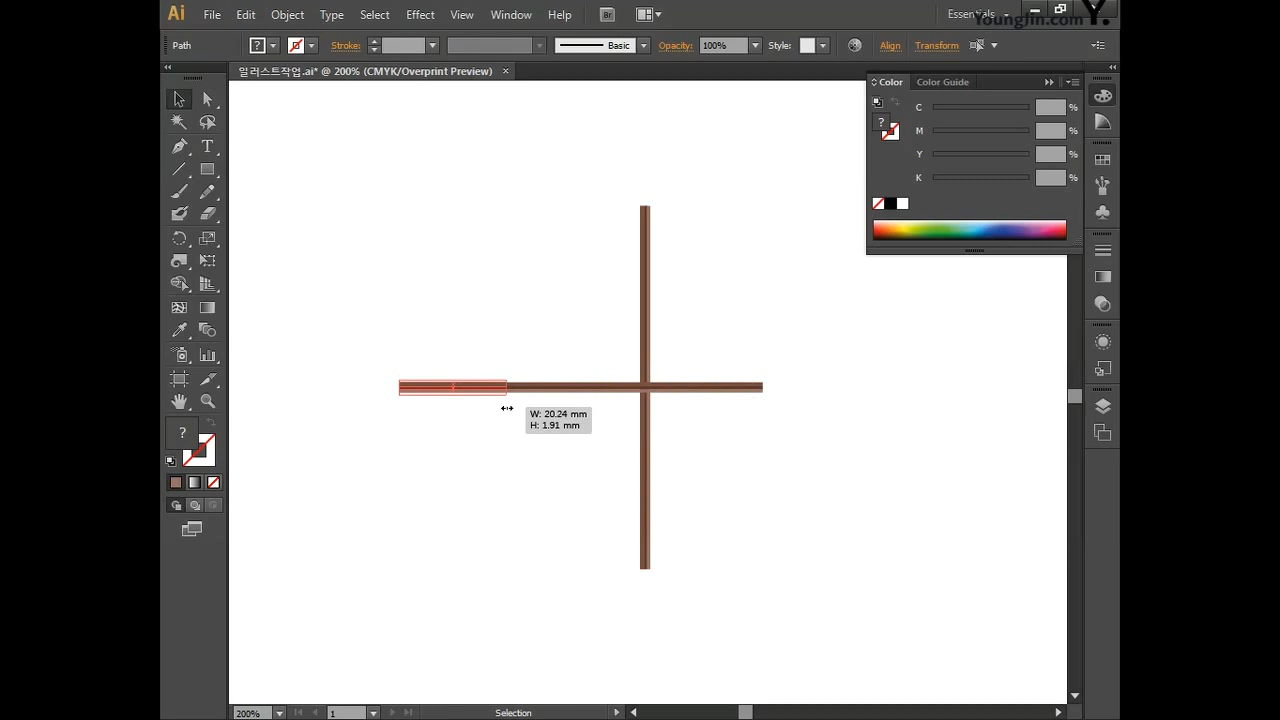 Ai File Edit Object Type Select Effect View Window Help Br Essentials
YoungJin.com Y.
Path ? Stroke: Basic Opacity: 100% Style: Align Transform
일러스트작업.ai* @ 200% (CMYK/Overprint Preview) ×
Color Color Guide
C %
? M %
Y %
K %
W: 20.24 mm
H: 1.91 mm
?
200% 1 Selection